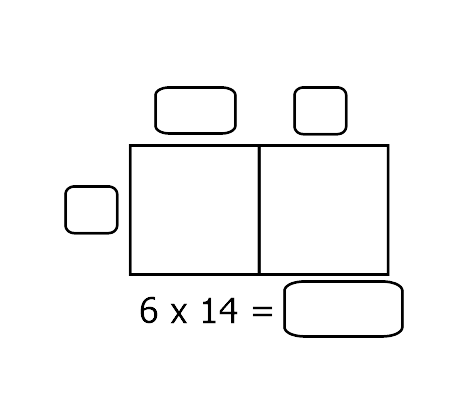 6 x 14 =